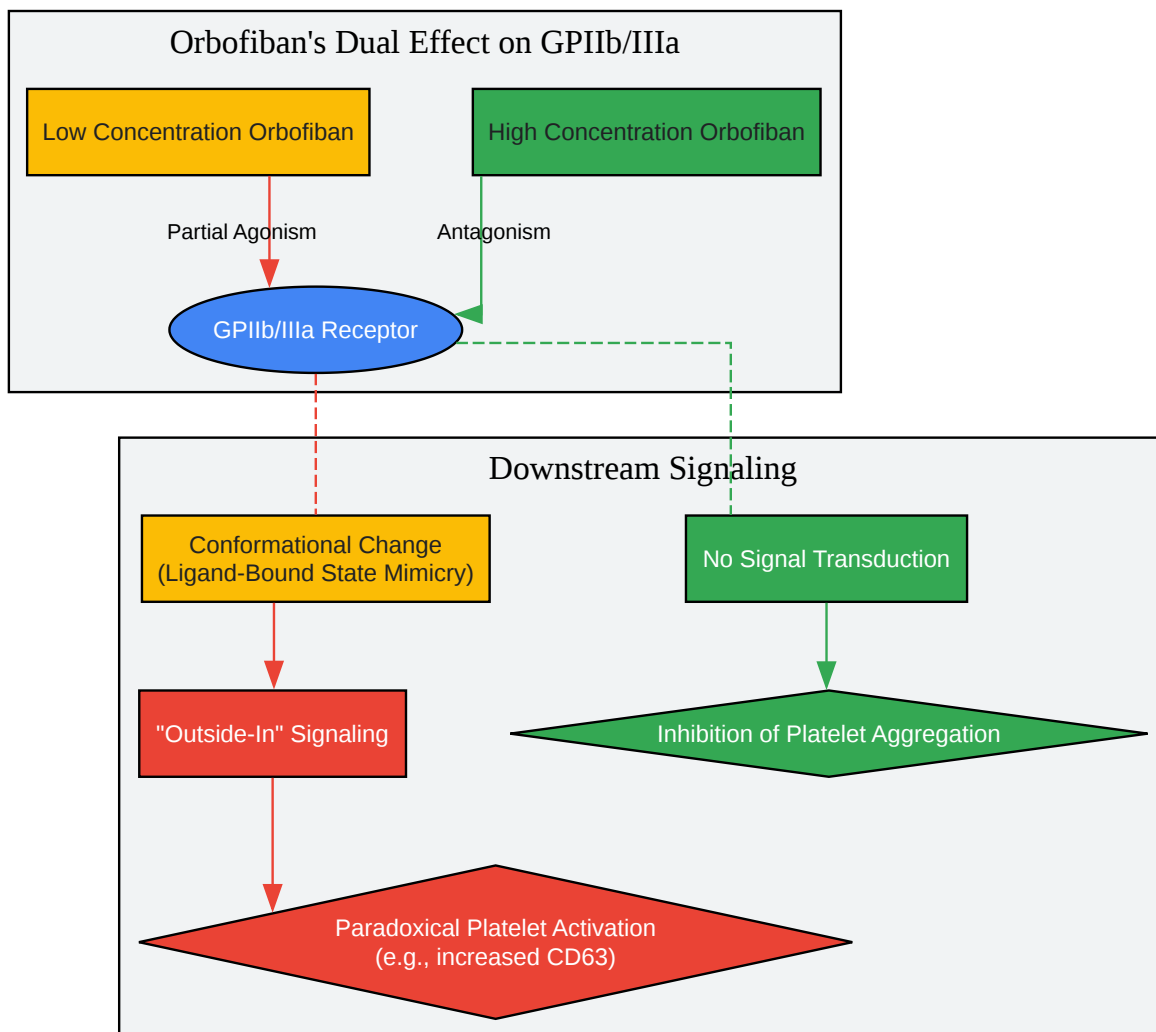 Orbofiban's Dual Effect on GPIIb/IIIa
Low Concentration Orbofiban
High Concentration Orbofiban
Partial Agonism
Antagonism
GPIIb/IIIa Receptor
Downstream Signaling
Conformational Change
(Ligand-Bound State Mimicry)
No Signal Transduction
"Outside-In" Signaling
Inhibition of Platelet Aggregation
Paradoxical Platelet Activation
(e.g., increased CD63)